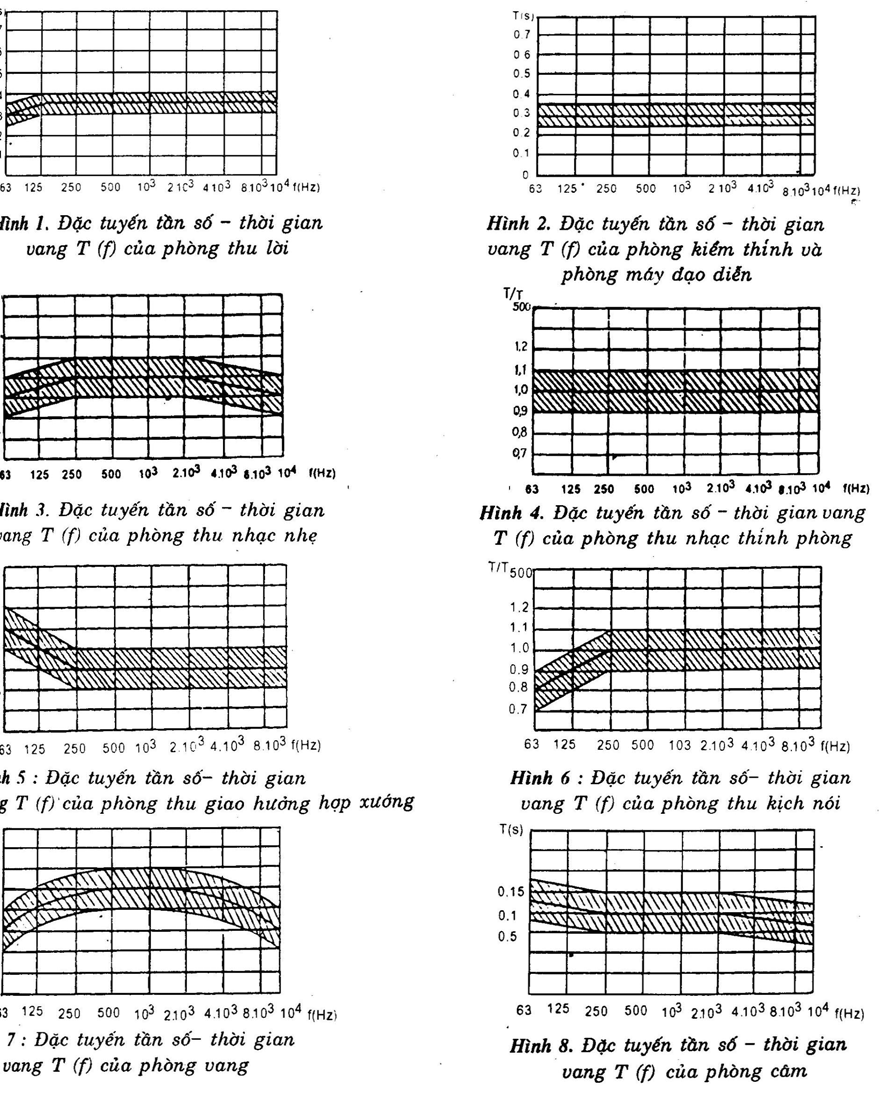 T(s)
0.7
0 6
0.5
0 4
0.3
0.2
0.1
0
63 125 250 500 10³ 2 10³ 4 10³ 8 10³ 10⁴ f(Hz)
63 125 250 500 10³ 2 10³ 4.10³ 8 10³ 10⁴ f(Hz)
Hình 1. Đặc tuyến tần số - thời gian
vang T (f) của phòng thu lời
Hình 2. Đặc tuyến tần số - thời gian
vang T (f) của phòng kiểm thính và
phòng máy đạo diễn
T/T
500
1,2
1,1
1,0
0,9
0,8
0,7
63 125 250 500 10³ 2.10³ 4.10³ 8.10³ 10⁴ f(Hz)
63 125 250 500 10³ 2.10³ 4.10³ 8.10³ 10⁴ f(Hz)
Hình 3. Đặc tuyến tần số - thời gian
vang T (f) của phòng thu nhạc nhẹ
Hình 4. Đặc tuyến tần số - thời gian vang
T (f) của phòng thu nhạc thính phòng
T/T500
1.2
1.1
1.0
0.9
0.8
0.7
63 125 250 500 10³ 2.10³ 4.10³ 8.10³ f(Hz)
63 125 250 500 103 2.10³ 4.10³ 8.10³ f(Hz)
h 5 : Đặc tuyến tần số- thời gian
g T (f) của phòng thu giao hưởng hợp xướng
Hình 6 : Đặc tuyến tần số- thời gian
vang T (f) của phòng thu kịch nói
T(s)
0.15
0.1
0.5
63 125 250 500 10³ 2.10³ 4.10³ 8.10³ 10⁴ f(Hz)
63 125 250 500 10³ 2.10³ 4.10³ 8.10³ 10⁴ f(Hz)
7 : Đặc tuyến tần số- thời gian
vang T (f) của phòng vang
Hình 8. Đặc tuyến tần số - thời gian
vang T (f) của phòng câm